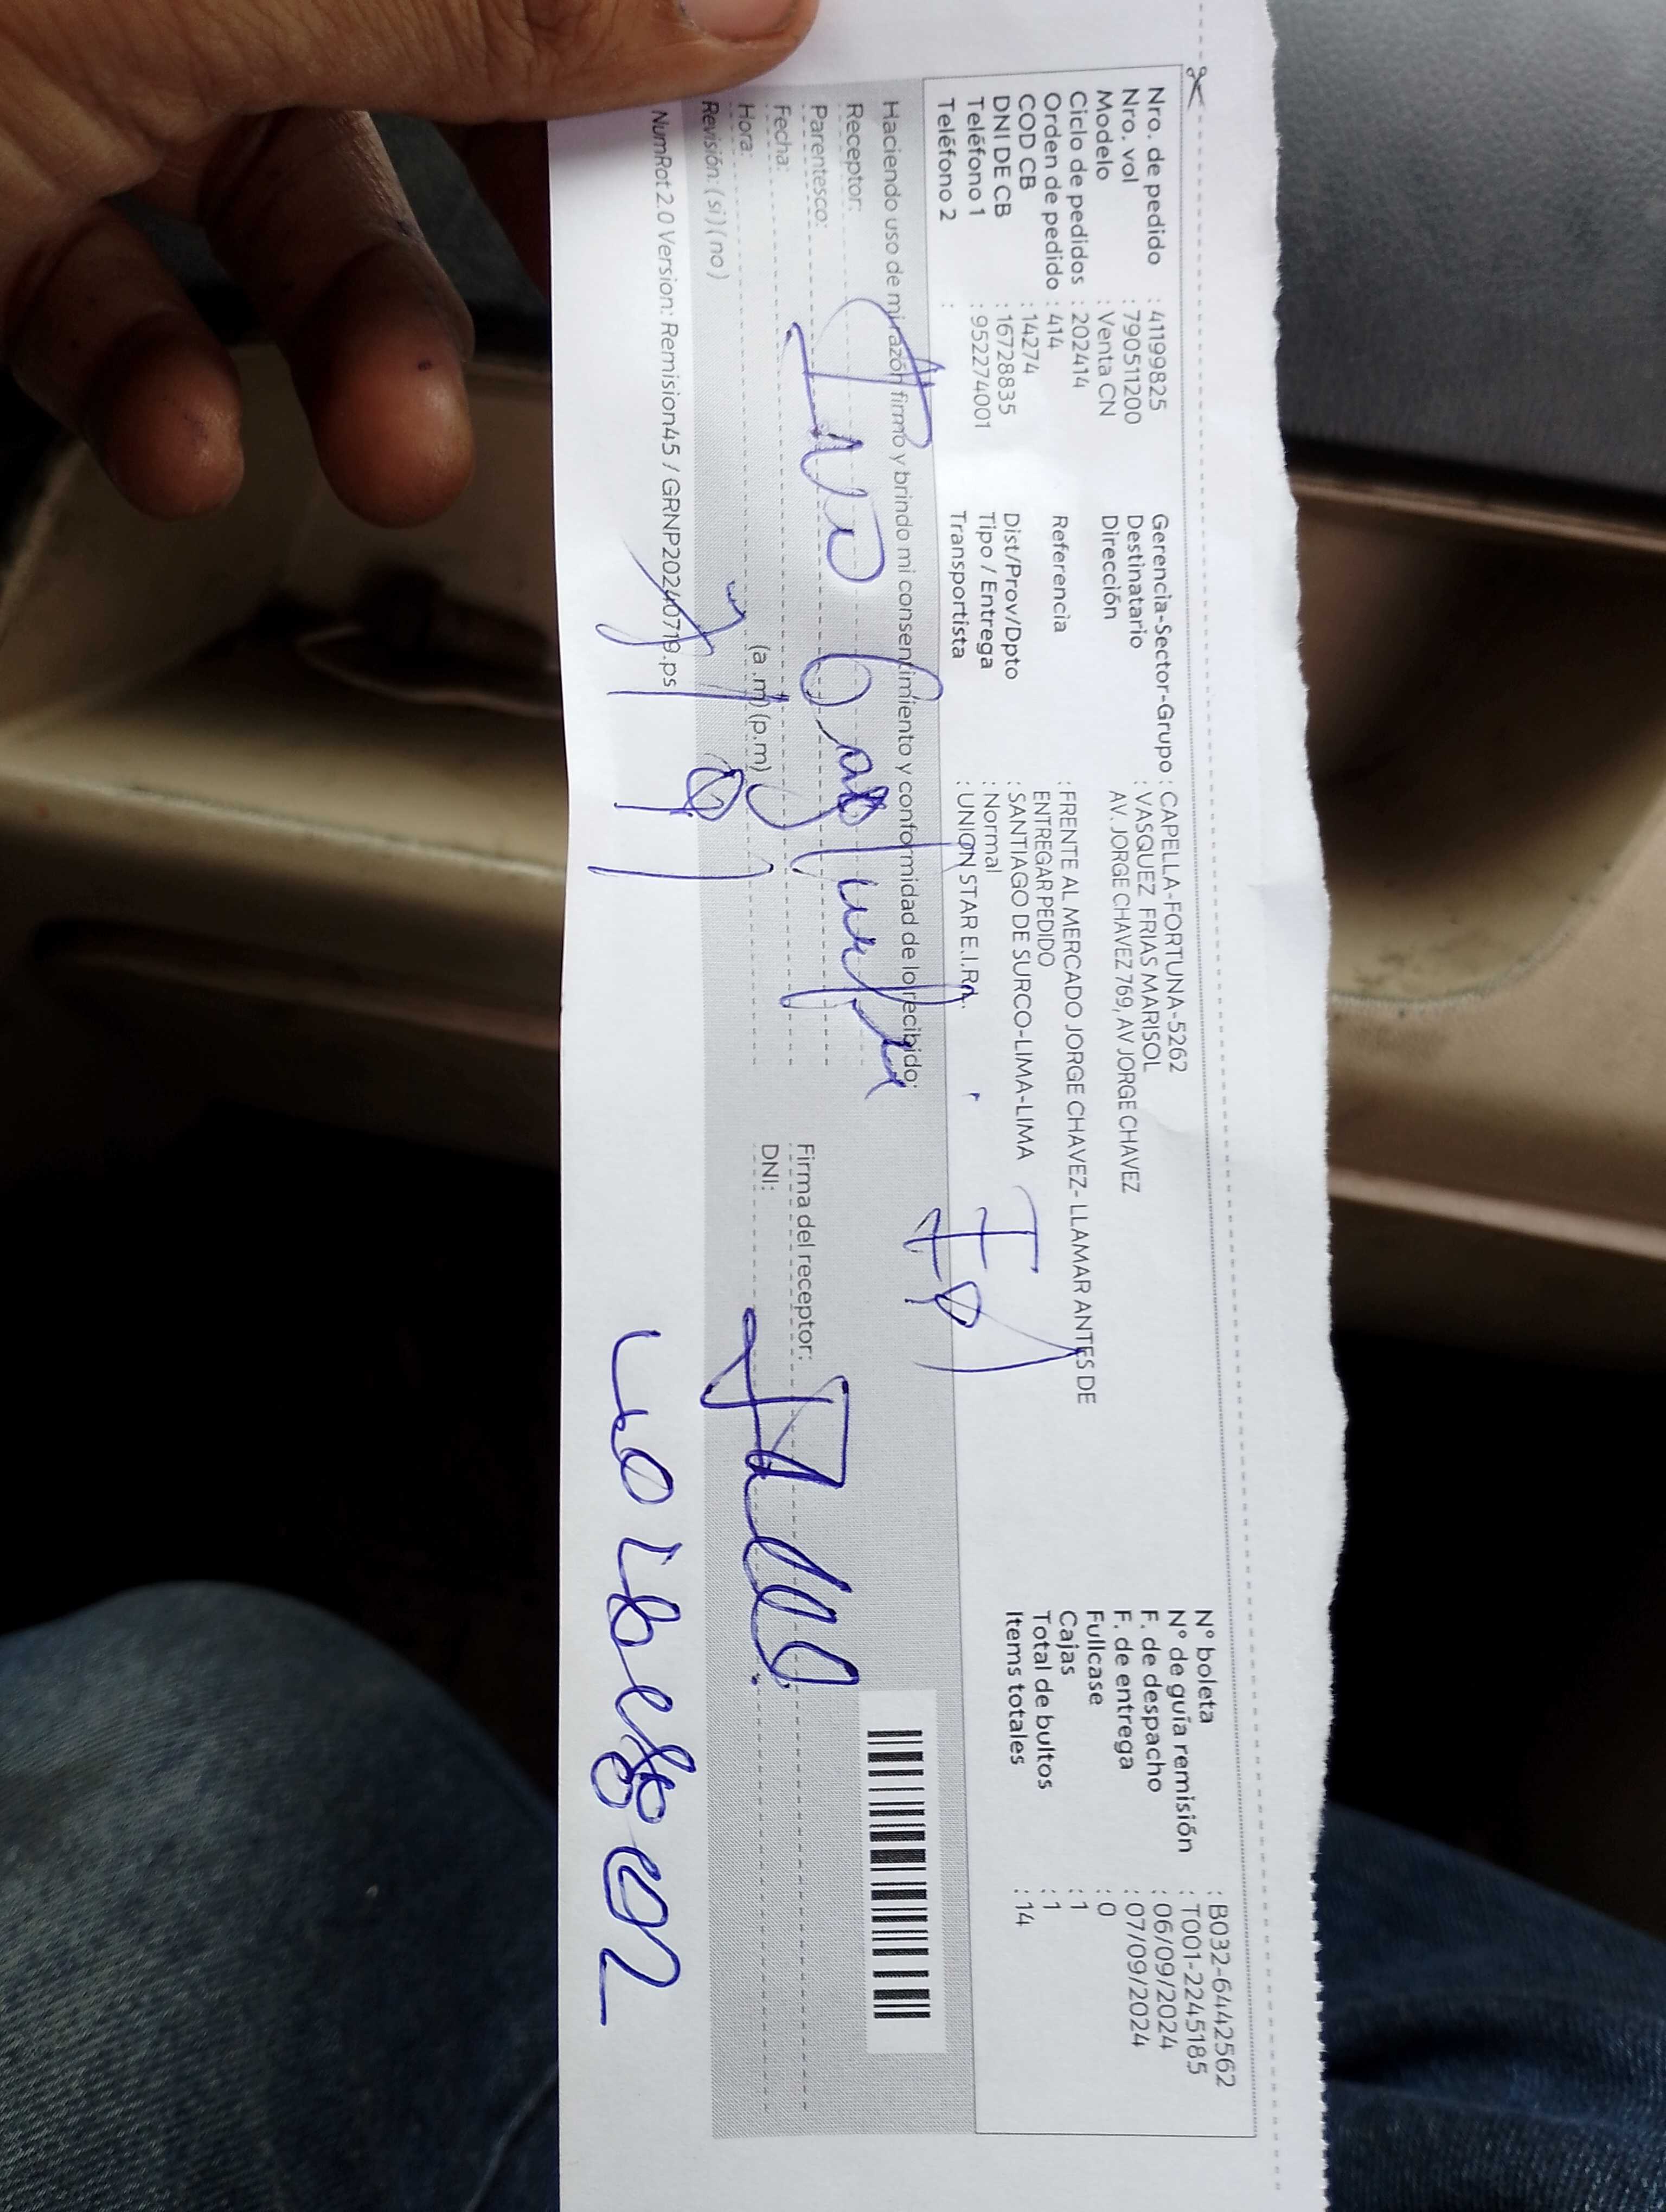 Nro. de pedido : 41199825
Nro. vol : 790511200
Modelo : Venta CN
Ciclo de pedidos : 202414
Orden de pedido : 414
COD CB : 14274
DNI DE CB : 16728835
Teléfono 1 : 952274001
Teléfono 2 :
Gerencia-Sector-Grupo : CAPELLA-FORTUNA-5262
Destinatario : VASQUEZ FRIAS MARISOL
Dirección : AV. JORGE CHAVEZ 769, AV JORGE CHAVEZ
Referencia : FRENTE AL MERCADO JORGE CHAVEZ- LLAMAR ANTES DE
ENTREGAR PEDIDO
Dist/Prov/Dpto : SANTIAGO DE SURCO-LIMA-LIMA
Tipo / Entrega : Normal
Transportista : UNION STAR E.I.R.
N° boleta : B032-6442562
N° de guía remisión : T001-2245185
F. de despacho : 06/09/2024
F. de entrega : 07/09/2024
Fullcase : 0
Cajas : 1
Total de bultos : 1
Items totales : 14
Haciendo uso de mi razón firmo y brindo mi consentimiento y conformidad de lo recibido:
Receptor:
Parentesco:
Fecha:
Hora: (a.m) (p.m)
Revisión: (si) (no)
Firma del receptor:
DNI:
NumRot 2.0 Version: Remision45 / GRNP20240719.ps